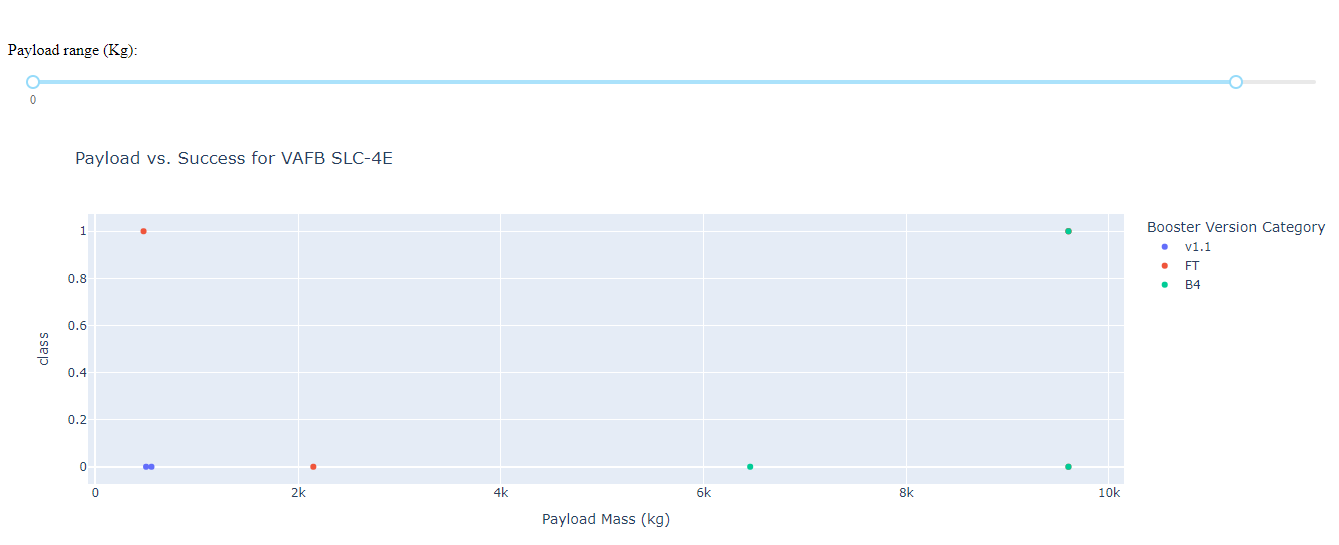 Payload range (Kg):
0
Payload vs. Success for VAFB SLC-4E
Booster Version Category
v1.1
FT
B4
1
0.8
0.6
0.4
0.2
0
class
0 2k 4k 6k 8k 10k
Payload Mass (kg)